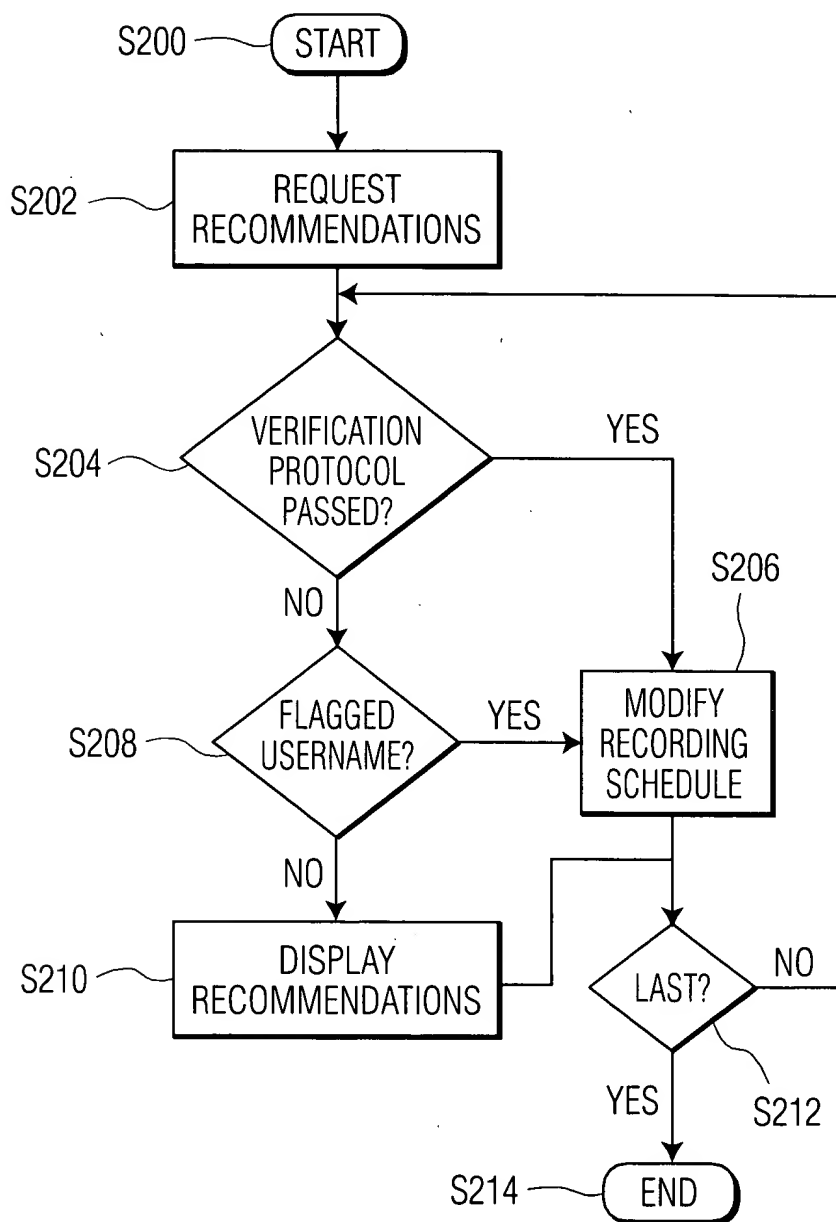 S200
START
S202
REQUEST
RECOMMENDATIONS
S204
VERIFICATION
PROTOCOL
PASSED?
YES
NO
S206
MODIFY
RECORDING
SCHEDULE
S208
FLAGGED
USERNAME?
YES
NO
S210
DISPLAY
RECOMMENDATIONS
LAST?
NO
S212
YES
S214
END